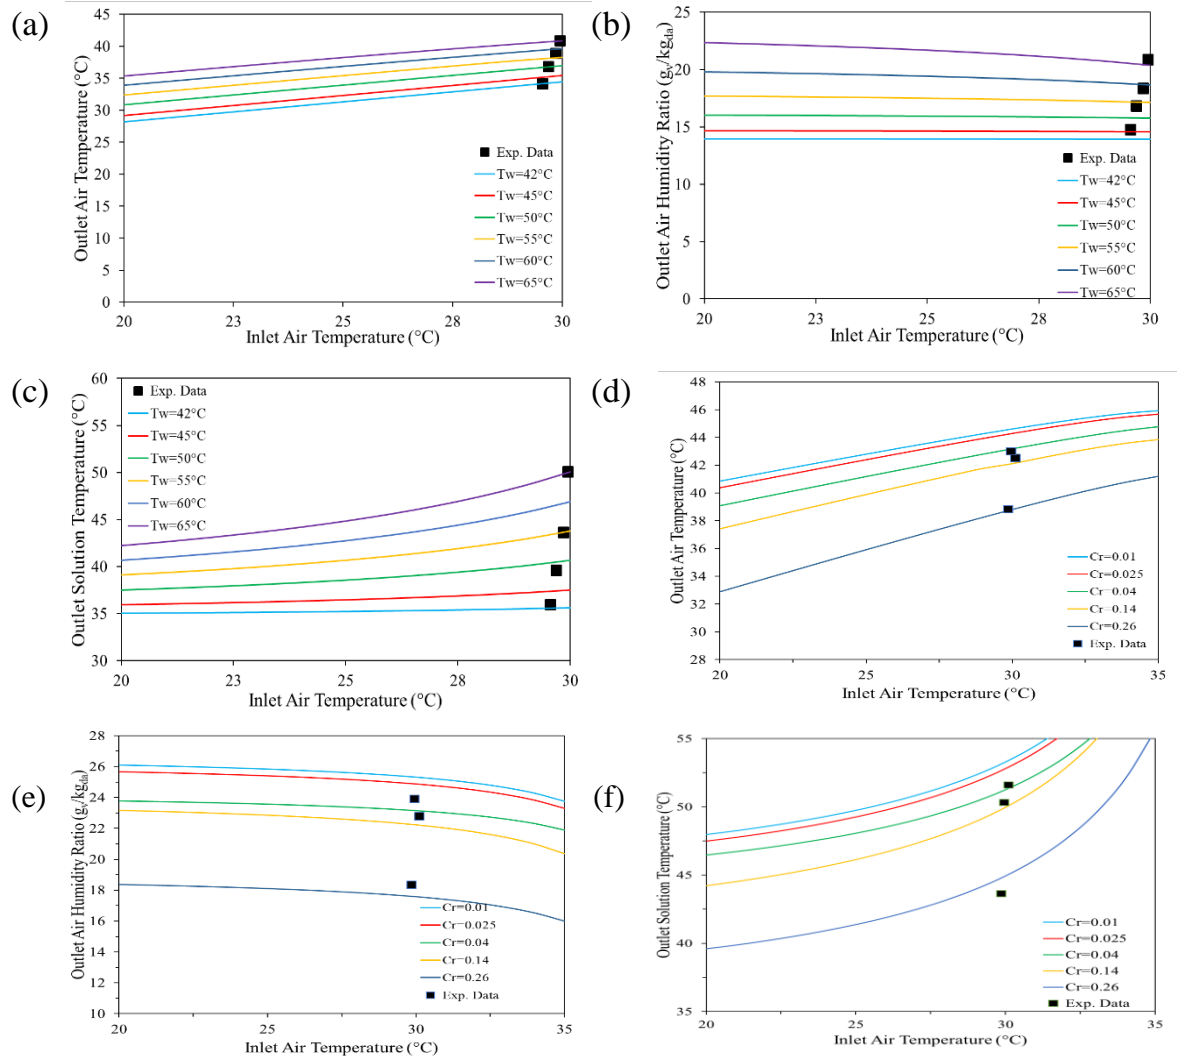 (a)
Outlet Air Temperature (°C)
45
40
35
30
25
20
15
10
5
0
Exp. Data
Tw=42°C
Tw=45°C
Tw=50°C
Tw=55°C
Tw=60°C
Tw=65°C
20 23 25 28 30
Inlet Air Temperature (°C)
(b)
Outlet Air Humidity Ratio (gv/kgda)
25
20
15
10
5
0
Exp. Data
Tw=42°C
Tw=45°C
Tw=50°C
Tw=55°C
Tw=60°C
Tw=65°C
20 23 25 28 30
Inlet Air Temperature (°C)
(c)
Outlet Solution Temperature (°C)
60
55
50
45
40
35
30
Exp. Data
Tw=42°C
Tw=45°C
Tw=50°C
Tw=55°C
Tw=60°C
Tw=65°C
20 23 25 28 30
Inlet Air Temperature (°C)
(d)
Outlet Air Temperature (°C)
48
46
44
42
40
38
36
34
32
30
28
Cr=0.01
Cr=0.025
Cr=0.04
Cr=0.14
Cr=0.26
Exp. Data
20 25 30 35
Inlet Air Temperature (°C)
(e)
Outlet Air Humidity Ratio (gv/kgda)
28
26
24
22
20
18
16
14
12
10
Cr=0.01
Cr=0.025
Cr=0.04
Cr=0.14
Cr=0.26
Exp. Data
20 25 30 35
Inlet Air Temperature (°C)
(f)
Outlet Solution Temperature (°C)
55
50
45
40
35
Cr=0.01
Cr=0.025
Cr=0.04
Cr=0.14
Cr=0.26
Exp. Data
20 25 30 35
Inlet Air Temperature (°C)